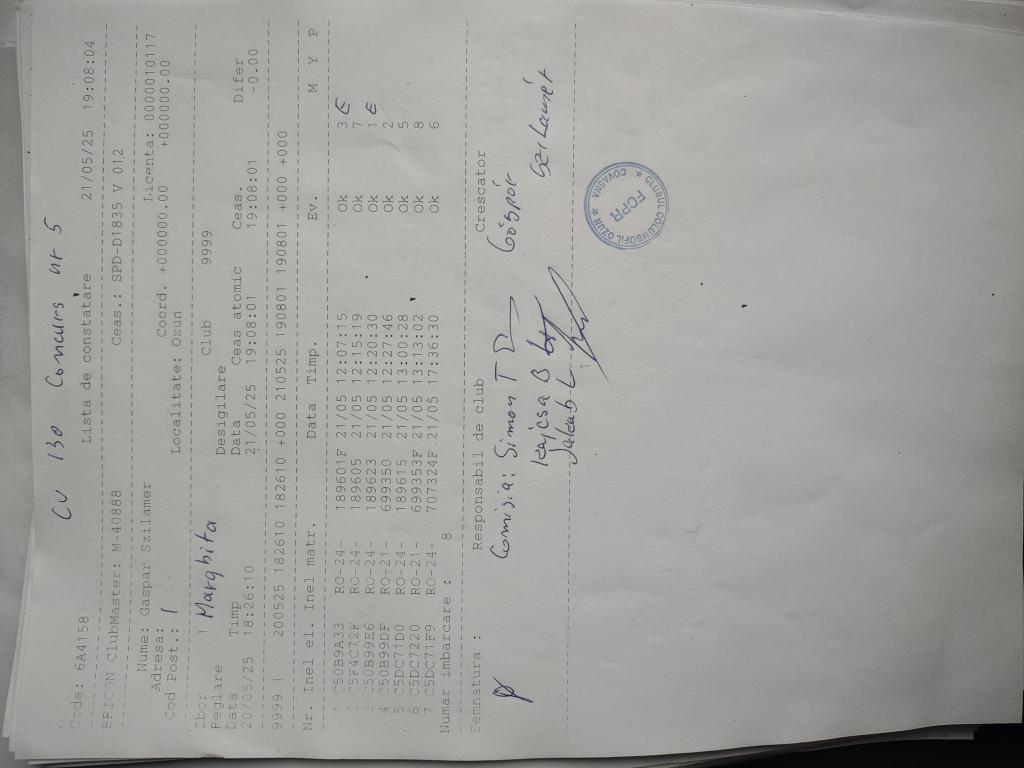 CU 130 Concurs nr 5
Code: 6A4158 Lista de constatare 21/05/25 19:08:04
BRICON ClubMaster: M-40888 Ceas.: SPD-D1835 V 012
Nume: Gaspar Szilamer Licenta: 0000010117
Adresa: Coord. +000000.00 +000000.00
Cod Post.: 1 Localitate: Ozun
Zbor 1 Marghita Club 9999
Reglare Desigilare
Data Timp Data Ceas atomic Ceas. Difer
20/05/25 18:26:10 21/05/25 19:08:01 19:08:01 -0.00
9999 1 200525 182610 182610 +000 210525 190801 190801 +000 +000
Nr. Inel el. Inel matr. Data Timp. Ev. M Y P
1 C50B9A33 RO-24- 189601F 21/05 12:07:15 Ok 3 E
2 C5F4C72F RO-24- 189605 21/05 12:15:19 Ok 7
3 C50B99E6 RO-24- 189623 21/05 12:20:30 Ok 1 E
4 C50B99DF RO-21- 699350 21/05 12:27:46 Ok 2
5 C5DC71D0 RO-24- 189615 21/05 13:00:28 Ok 5
6 C5DC7220 RO-21- 699353F 21/05 13:13:02 Ok 8
7 C5DC71F9 RO-24- 707324F 21/05 17:36:30 Ok 6
Numar imbarcare : 8
Semnatura : Responsabil de club Crescator
Comisia: Simon T Gáspár
Kajcsa B Szilamér
Jakab L
CLUBUL COLUMBOFIL OZUN * COVASNA *
FCPR